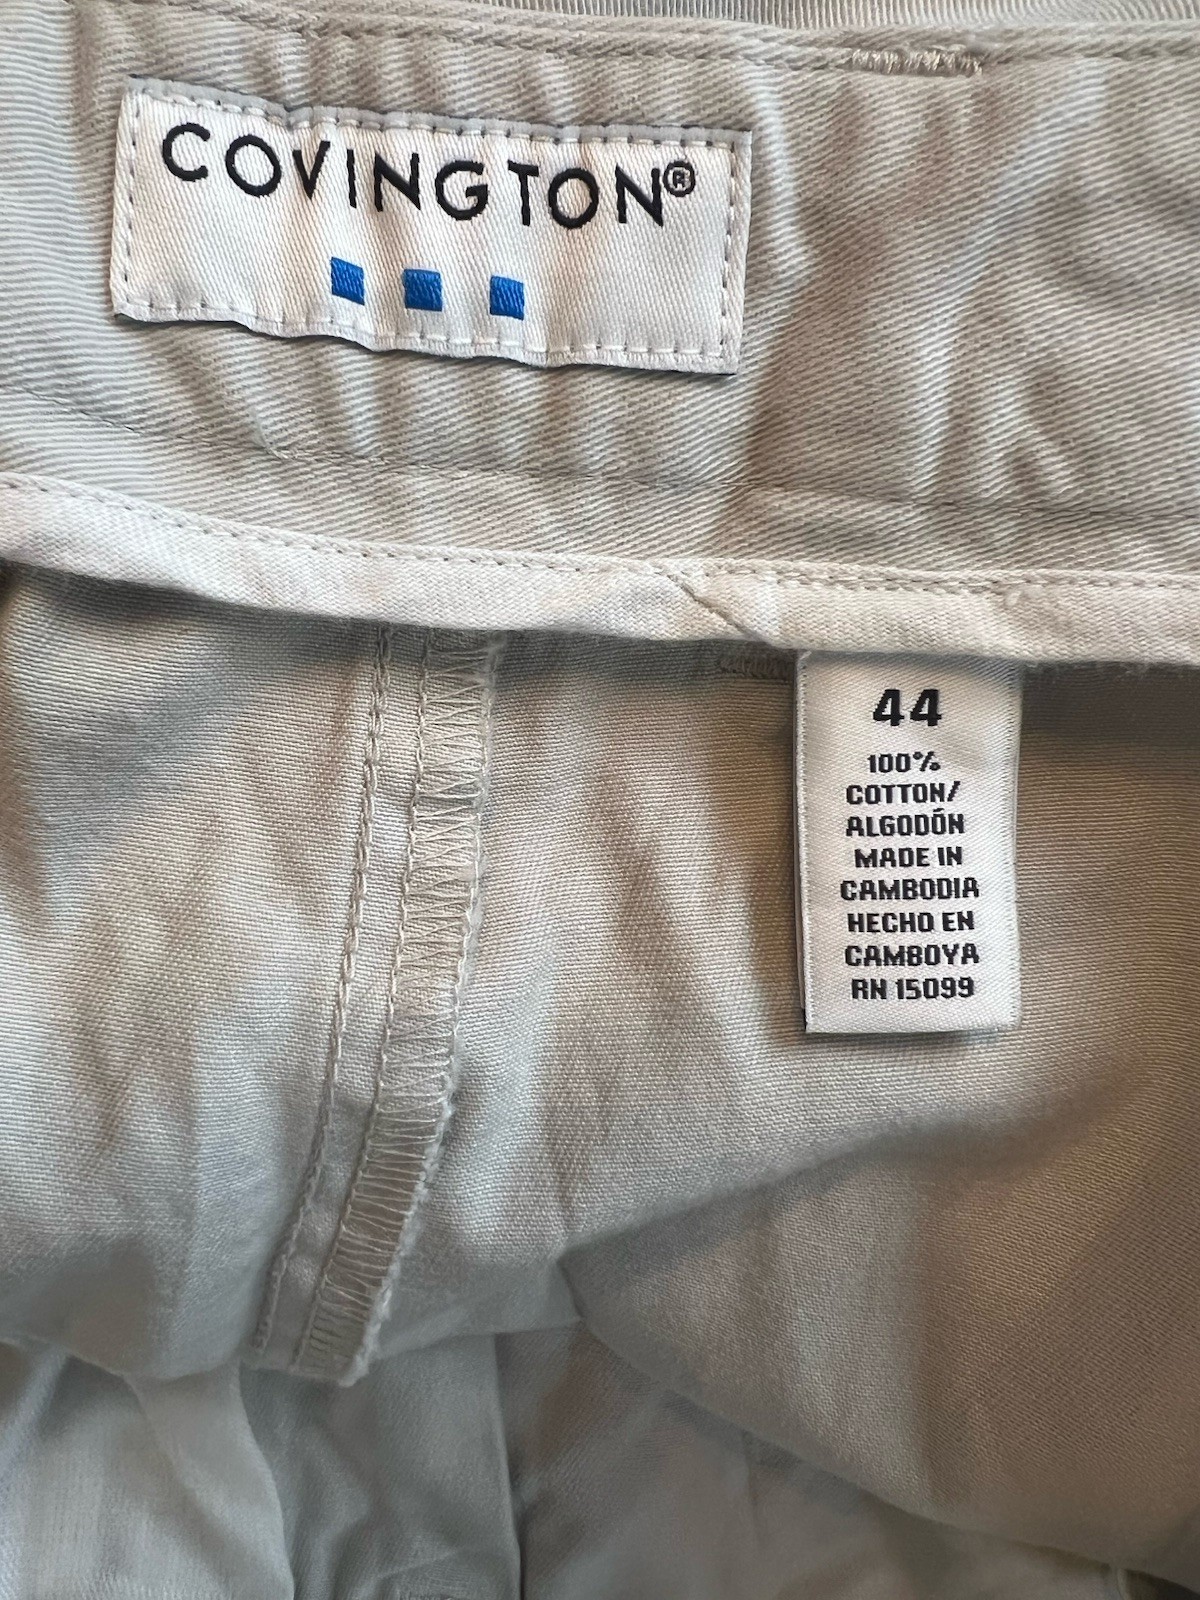 COVINGTON®
44
100%
COTTON/
ALGODÓN
MADE IN
CAMBODIA
HECHO EN
CAMBOYA
RN 15099